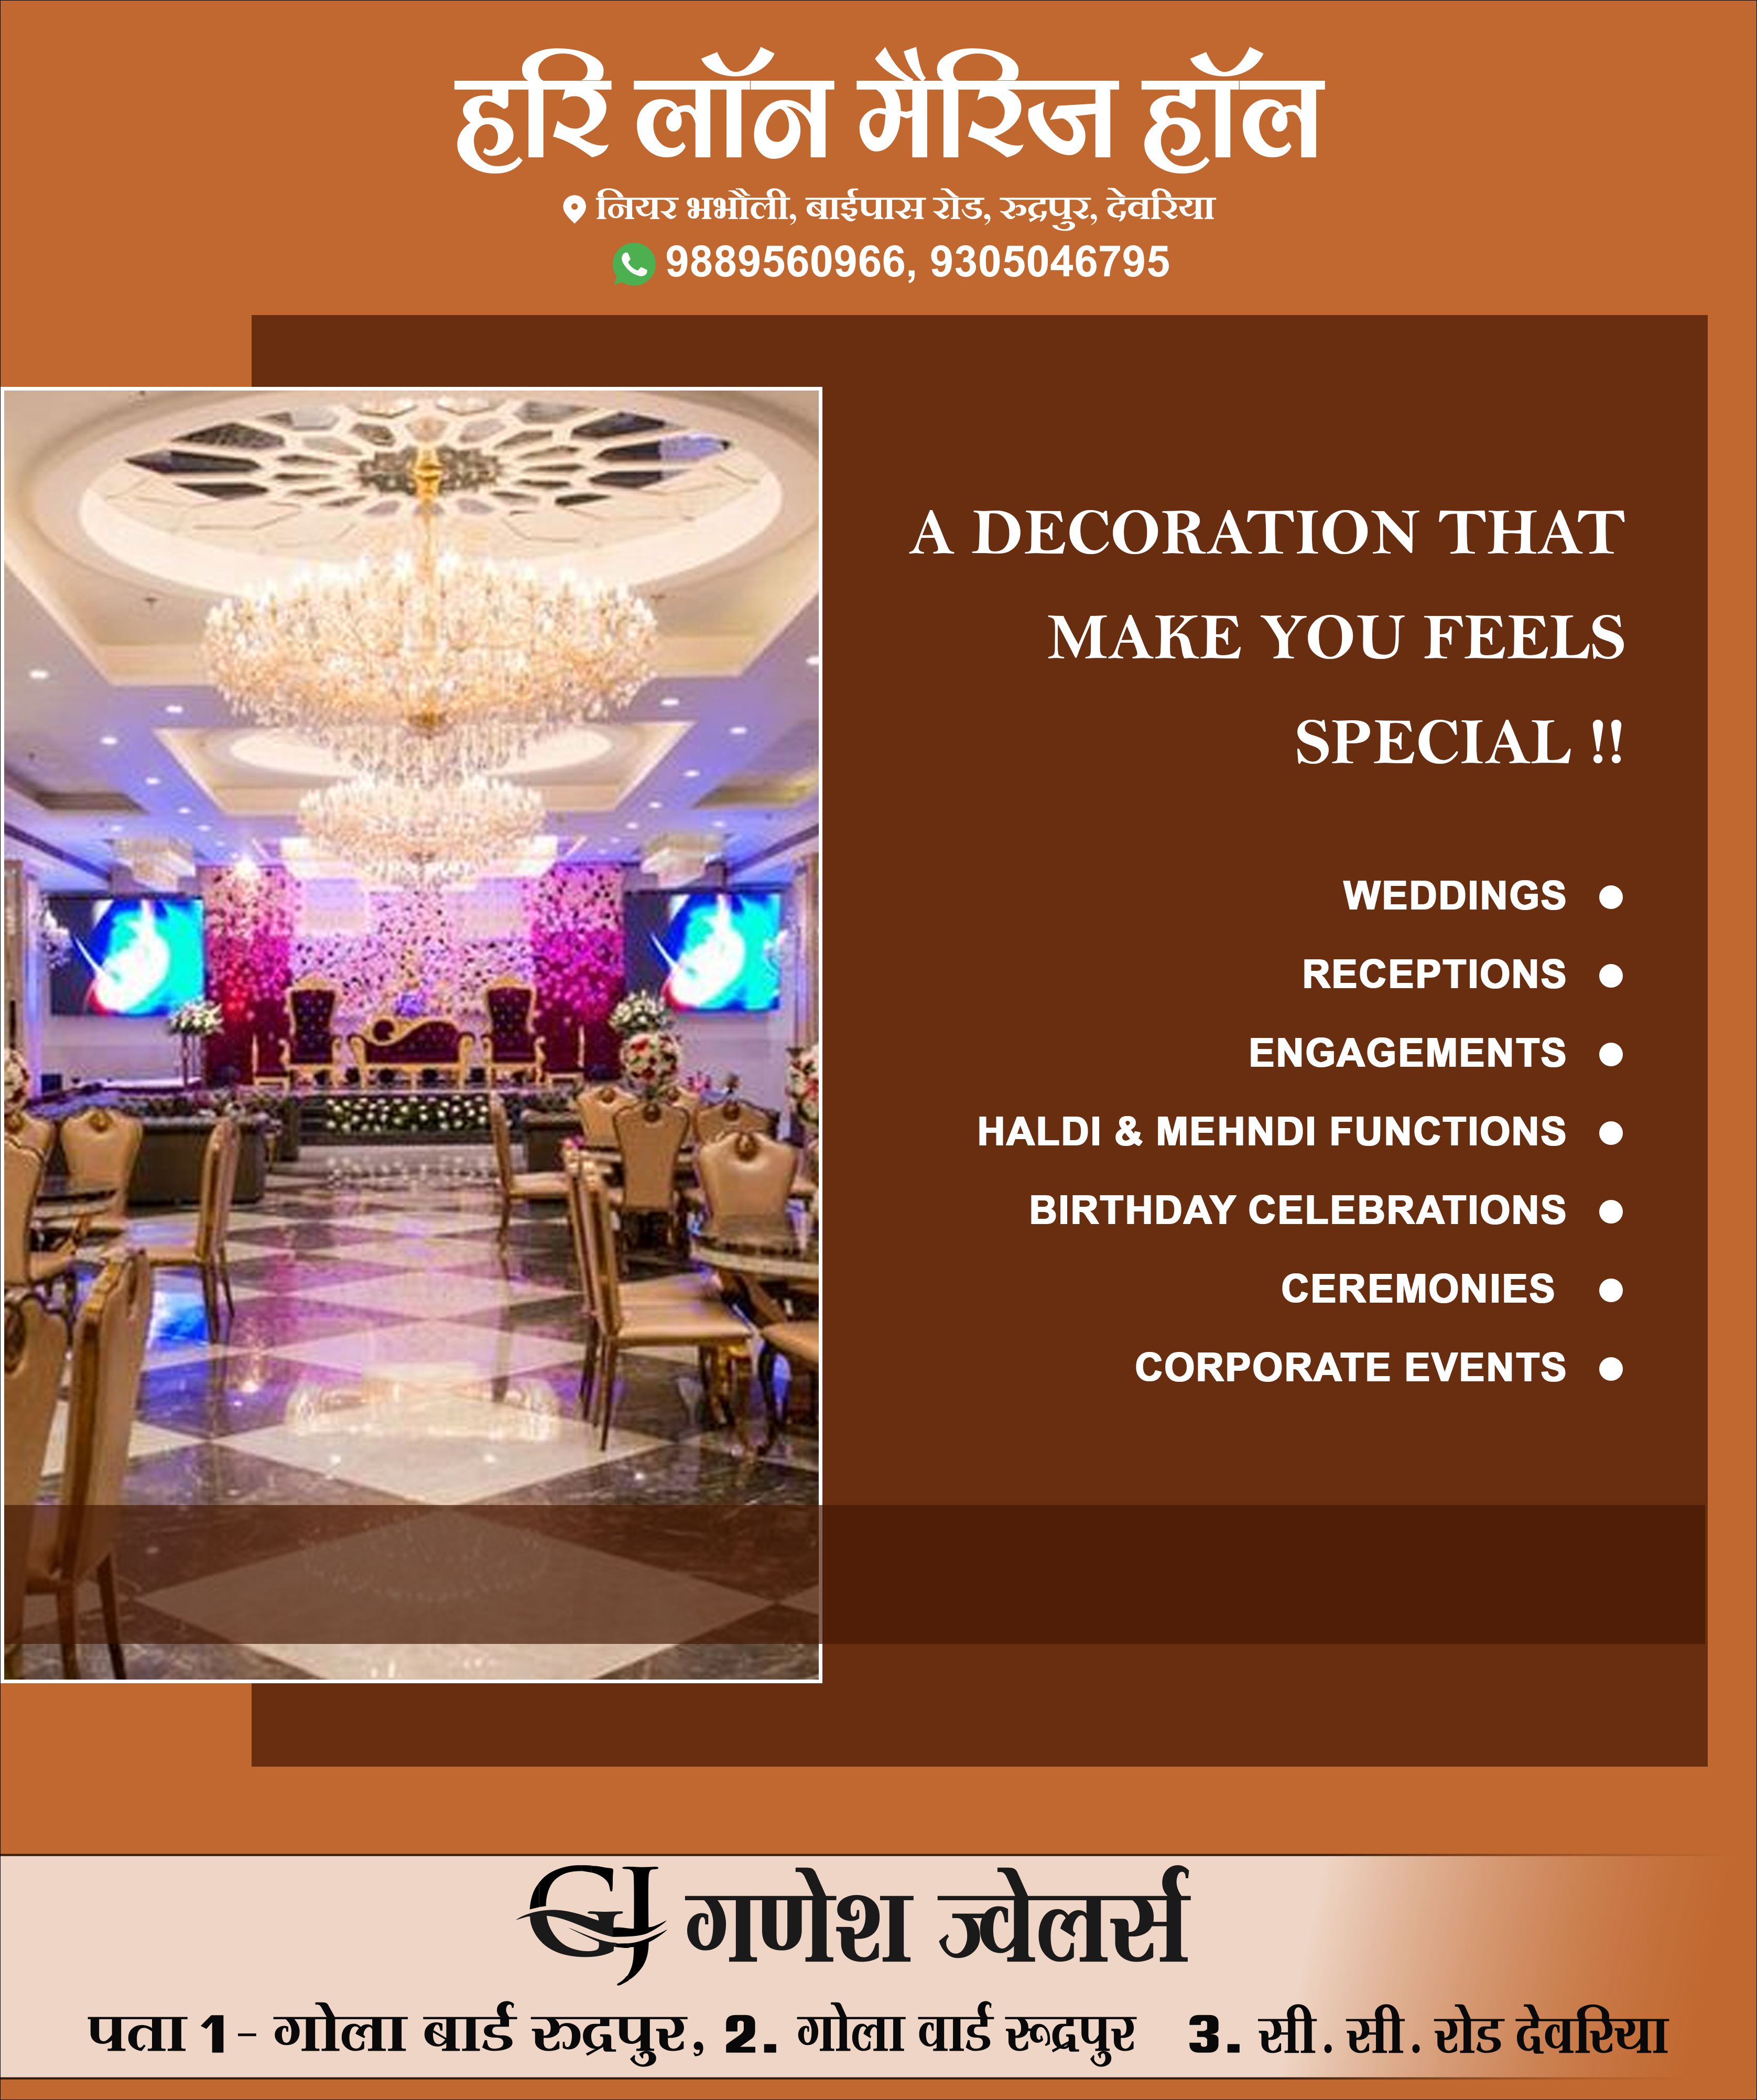 हरि लॉन मैरिज हॉल
नियर भभौली, बाईपास रोड, रुद्रपुर, देवरिया
9889560966, 9305046795
A DECORATION THAT
MAKE YOU FEELS
SPECIAL !!
WEDDINGS
RECEPTIONS
ENGAGEMENTS
HALDI & MEHNDI FUNCTIONS
BIRTHDAY CELEBRATIONS
CEREMONIES
CORPORATE EVENTS
GJ गणेश ज्वेलर्स
पता 1- गोला बार्ड रुद्रपुर, 2. गोला वार्ड रूद्रपुर 3. सी. सी. रोड देवरिया